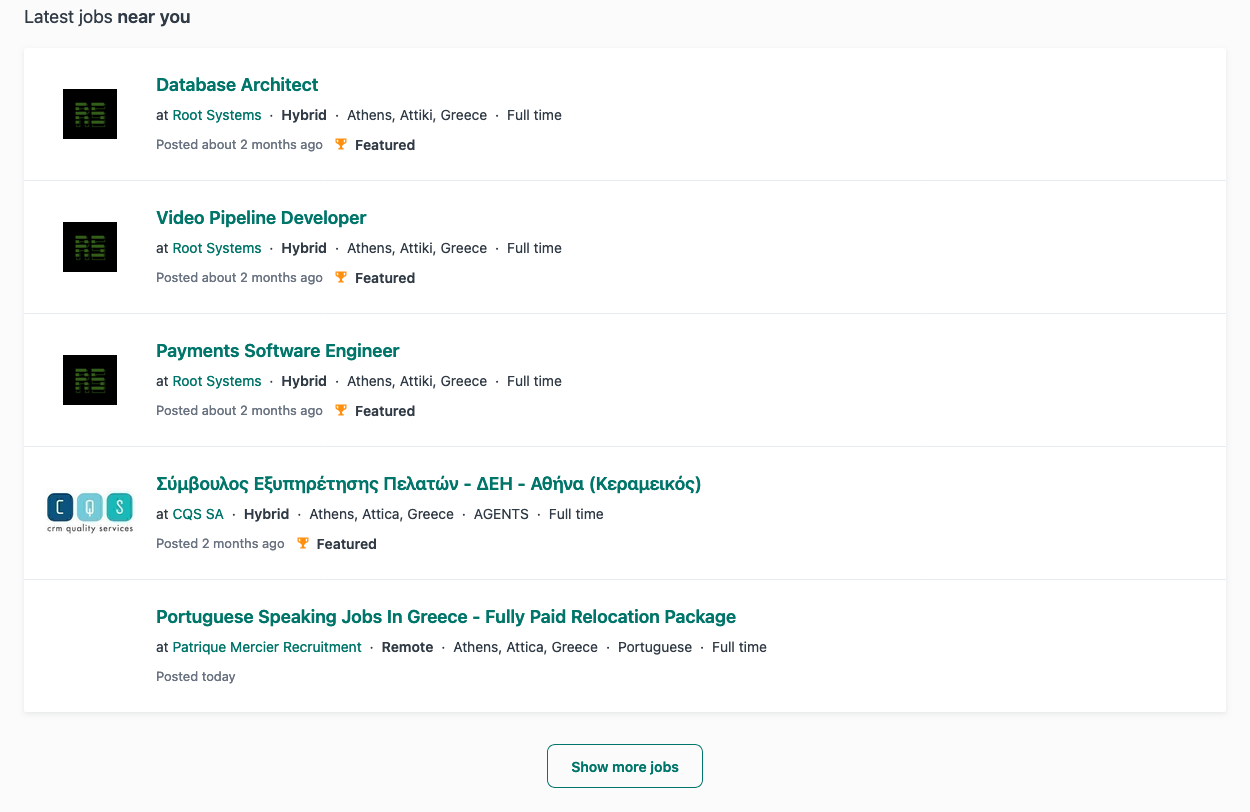 Latest jobs near you
Database Architect
at Root Systems · Hybrid · Athens, Attiki, Greece · Full time
Posted about 2 months ago Featured
Video Pipeline Developer
at Root Systems · Hybrid · Athens, Attiki, Greece · Full time
Posted about 2 months ago Featured
Payments Software Engineer
at Root Systems · Hybrid · Athens, Attiki, Greece · Full time
Posted about 2 months ago Featured
C Q S
crm quality services
Σύμβουλος Εξυπηρέτησης Πελατών - ΔΕΗ - Αθήνα (Κεραμεικός)
at CQS SA · Hybrid · Athens, Attica, Greece · AGENTS · Full time
Posted 2 months ago Featured
Portuguese Speaking Jobs In Greece - Fully Paid Relocation Package
at Patrique Mercier Recruitment · Remote · Athens, Attica, Greece · Portuguese · Full time
Posted today
Show more jobs